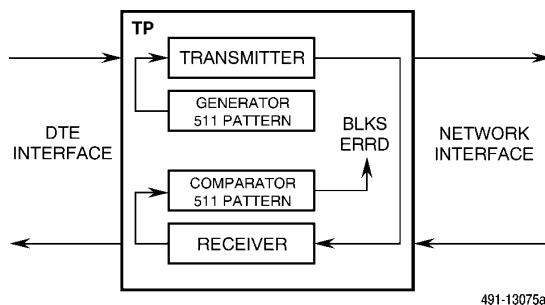 TP
TRANSMITTER
GENERATOR
511 PATTERN
DTE
INTERFACE
BLKS
ERRD
NETWORK
INTERFACE
COMPARATOR
511 PATTERN
RECEIVER
491-13075a